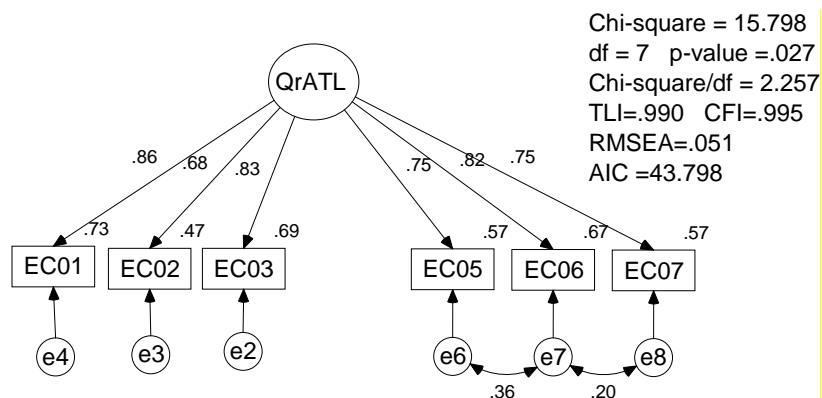 Chi-square = 15.798
df = 7 p-value =.027
Chi-square/df = 2.257
TLI=.990 CFI=.995
RMSEA=.051
AIC =43.798
QrATL
.86 .68 .83 .75 .82 .75
.73 .47 .69 .57 .67 .57
EC01 EC02 EC03 EC05 EC06 EC07
e4 e3 e2 e6 e7 e8
.36 .20